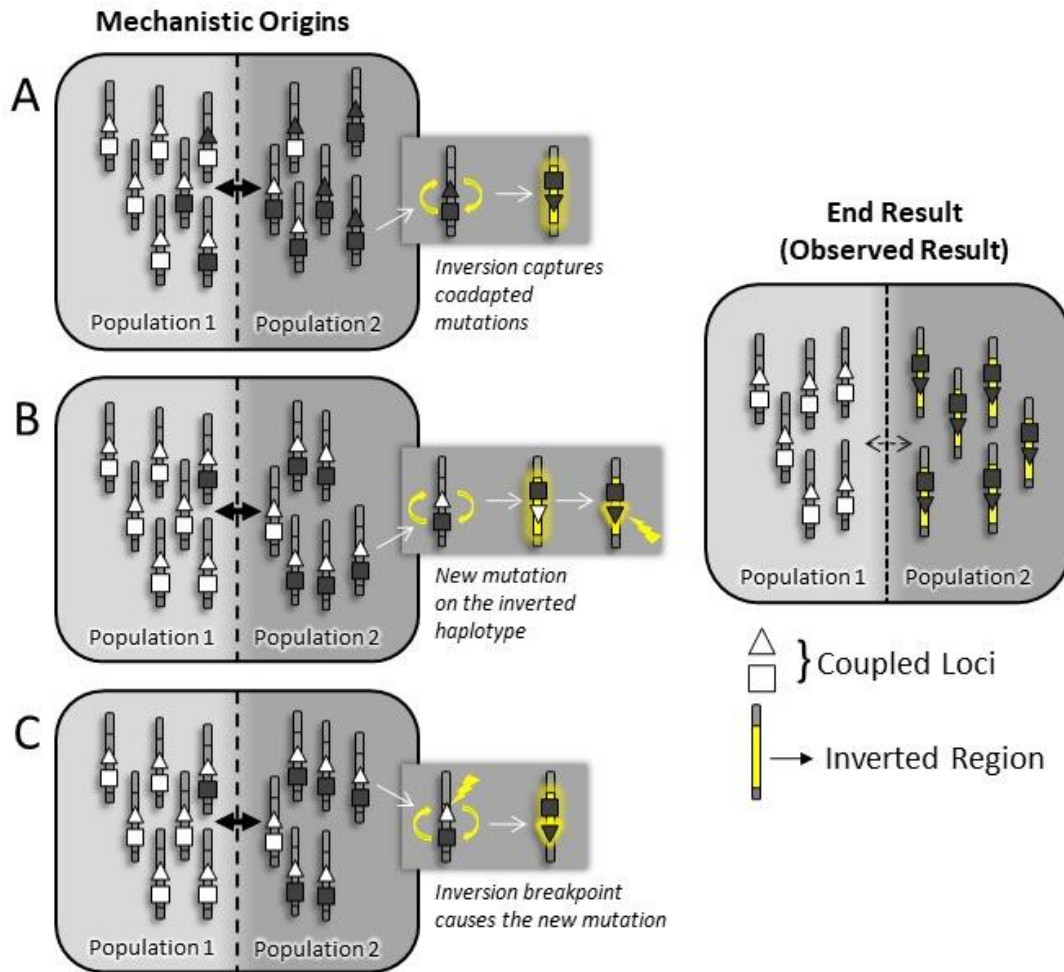 Mechanistic Origins
A
Population 1
Population 2
Inversion captures
coadapted
mutations
B
Population 1
Population 2
New mutation
on the inverted
haplotype
C
Population 1
Population 2
Inversion breakpoint
causes the new mutation
End Result
(Observed Result)
Population 1
Population 2
} Coupled Loci
Inverted Region